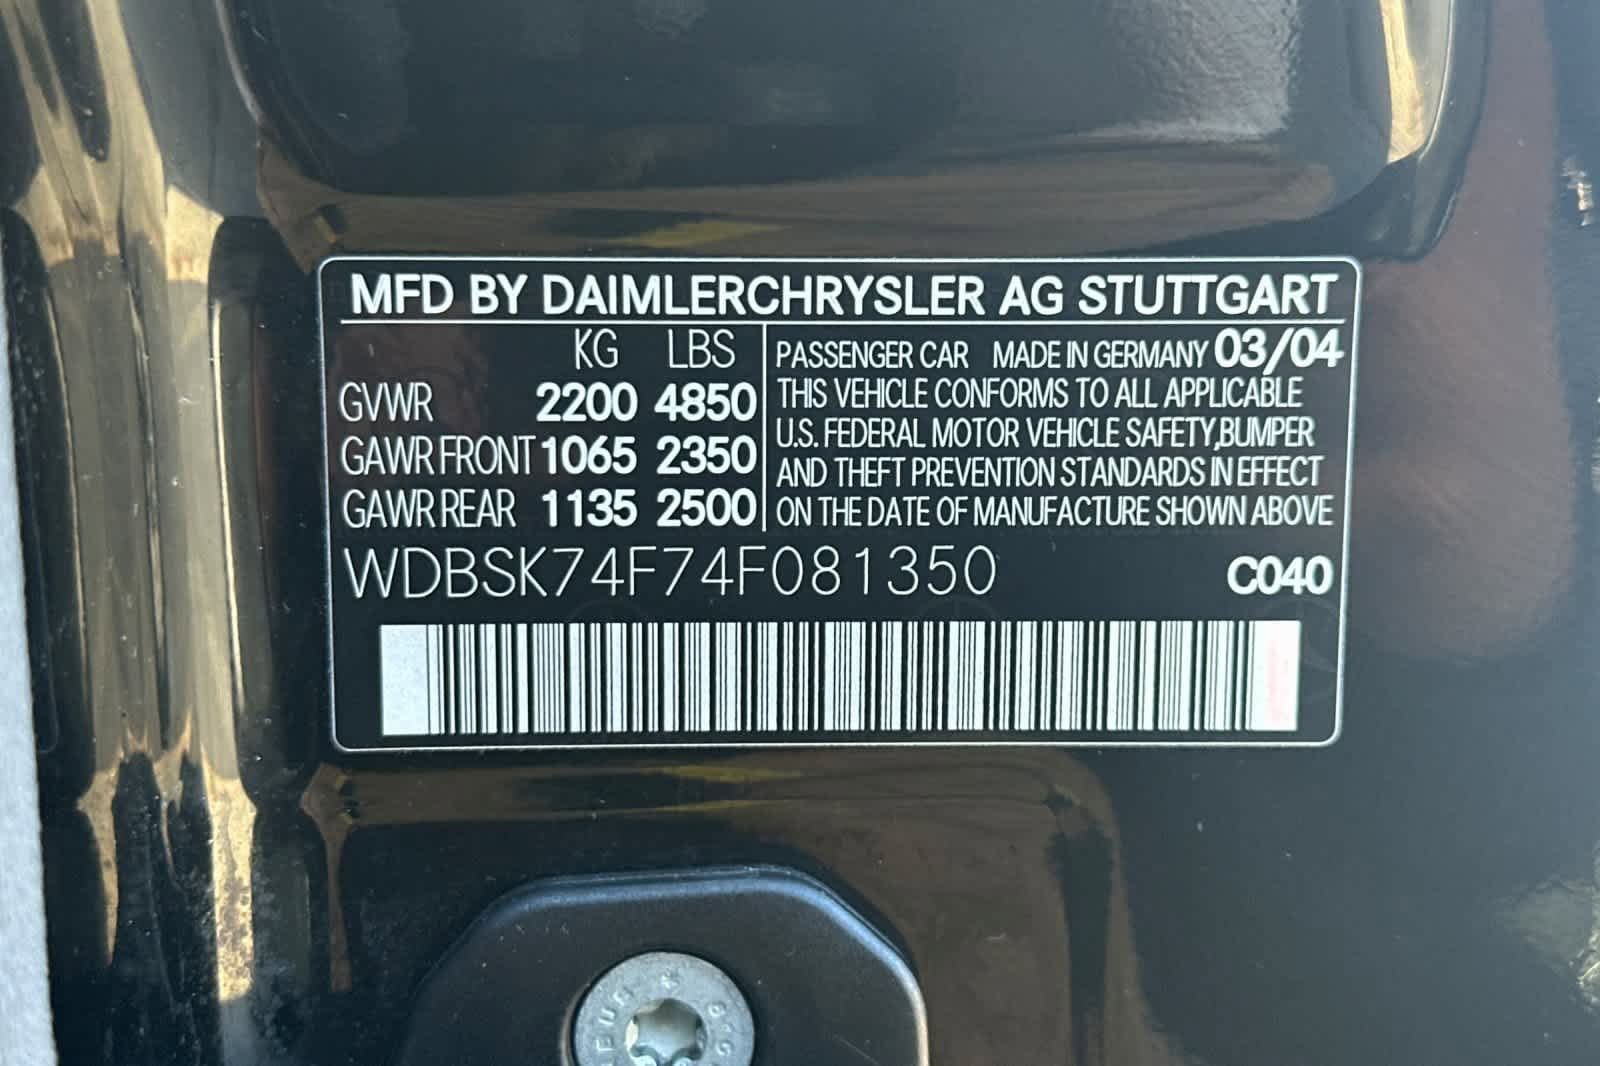 MFD BY DAIMLERCHRYSLER AG STUTTGART
KG LBS
GVWR 2200 4850
GAWR FRONT 1065 2350
GAWR REAR 1135 2500
PASSENGER CAR MADE IN GERMANY 03/04
THIS VEHICLE CONFORMS TO ALL APPLICABLE
U.S. FEDERAL MOTOR VEHICLE SAFETY,BUMPER
AND THEFT PREVENTION STANDARDS IN EFFECT
ON THE DATE OF MANUFACTURE SHOWN ABOVE
WDBSK74F74F081350 C040